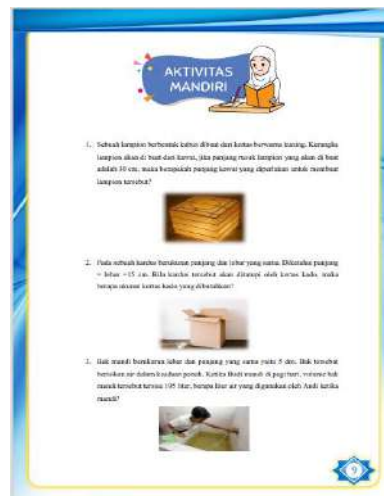 AKTIVITAS
MANDIRI
1. Sebuah lampion berbentuk kubus dibuat dari kertas berwarna kuning. Kerangka
lampion akan di buat dari kawat, jika panjang rusuk lampion yang akan di buat
adalah 30 cm, maka berapakah panjang kawat yang diperlukan untuk membuat
lampion tersebut?
2. Pada sebuah kardus berukuran panjang dan lebar yang sama. Diketahui panjang
= lebar =15 cm. Bila kardus tersebut akan ditutupi oleh kertas kado, maka
berapa ukuran kertas kado yang dibutuhkan?
3. Bak mandi berukuran lebar dan panjang yang sama yaitu 5 dm. Bak tersebut
berisikan air dalam keadaan penuh. Ketika mandi di pagi hari, volume bak
mandi tersebut tersisa 105 liter, berapa liter air yang digunakan oleh Andi ketika
mandi?
9